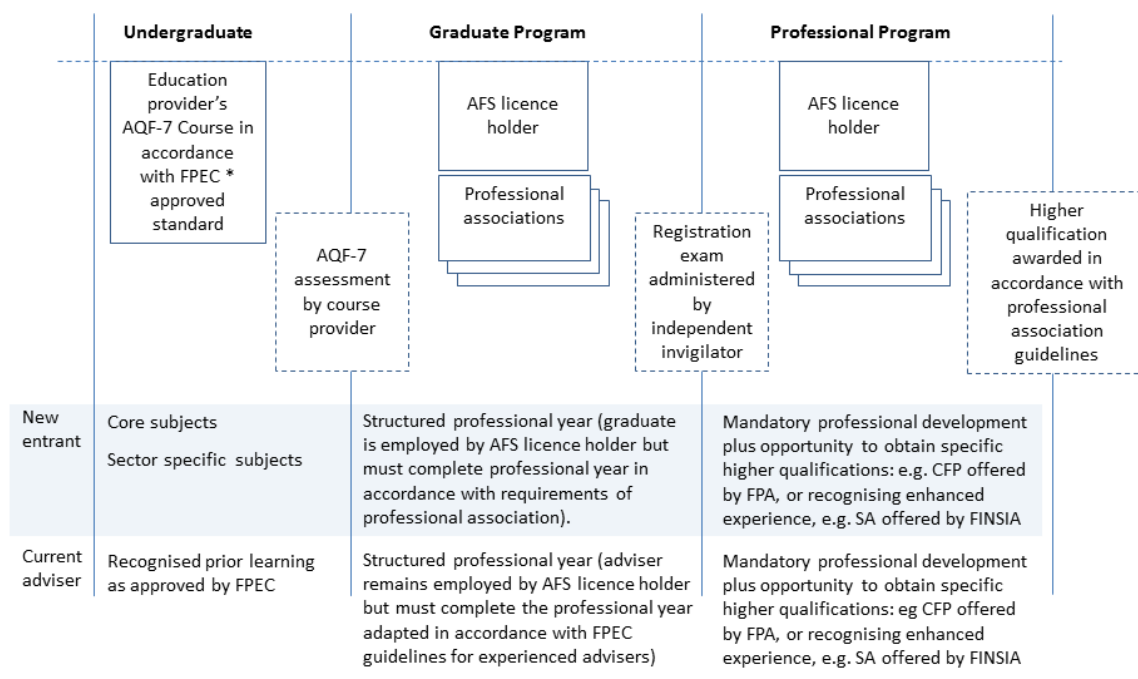 Undergraduate
Graduate Program
Professional Program
Education
provider's
AQF-7 Course in
accordance
with FPEC *
approved
standard
AQF-7
assessment
by course
provider
AFS licence
holder
Professional
associations
Registration
exam
administered
by
independent
invigilator
AFS licence
holder
Professional
associations
Higher
qualification
awarded in
accordance with
professional
association
guidelines
New
entrant
Core subjects
Sector specific subjects
Structured professional year (graduate
is employed by AFS licence holder but
must complete professional year in
accordance with requirements of
professional association).
Mandatory professional development
plus opportunity to obtain specific
higher qualifications: e.g. CFP offered
by FPA, or recognising enhanced
experience, e.g. SA offered by FINSIA
Current
adviser
Recognised prior learning
as approved by FPEC
Structured professional year (adviser
remains employed by AFS licence holder
but must complete the professional year
adapted in accordance with FPEC
guidelines for experienced advisers)
Mandatory professional development
plus opportunity to obtain specific
higher qualifications: eg CFP offered
by FPA, or recognising enhanced
experience, e.g. SA offered by FINSIA